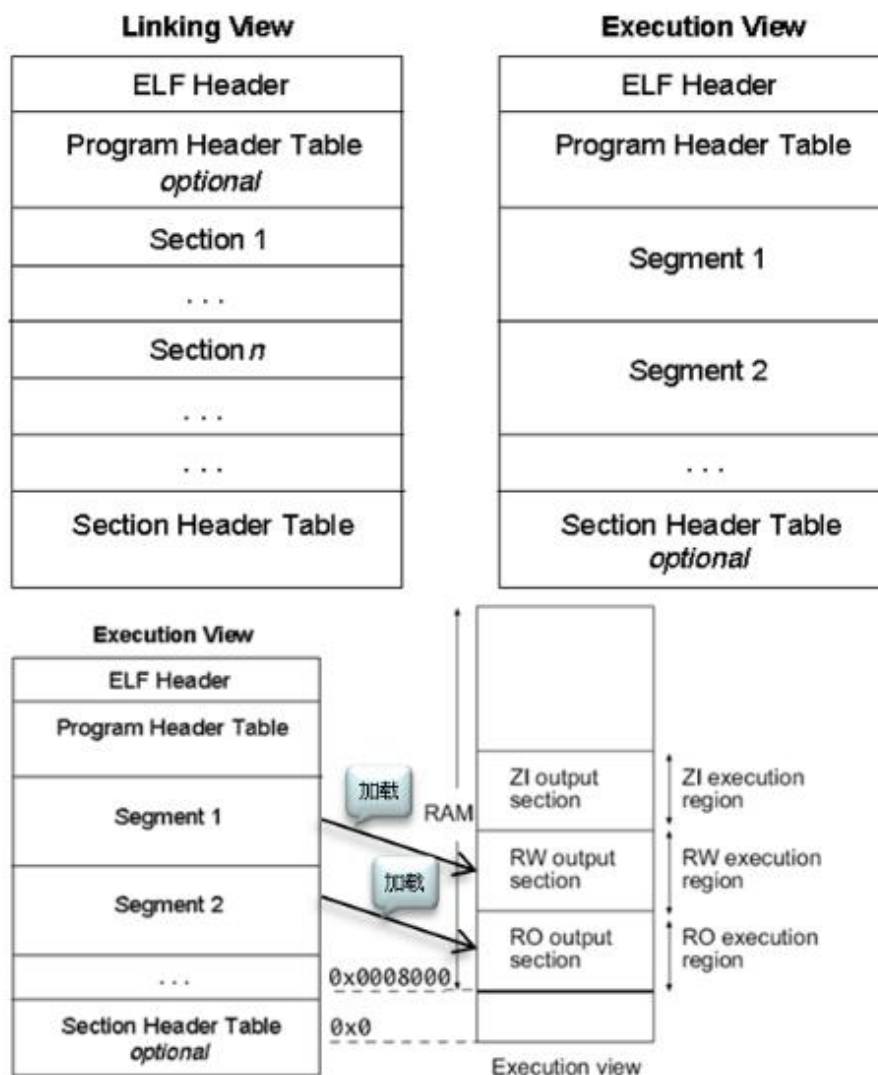 Linking View
ELF Header
Program Header Table
optional
Section 1
. . .
Section n
. . .
. . .
Section Header Table
Execution View
ELF Header
Program Header Table
Segment 1
Segment 2
. . .
Section Header Table
optional
Execution View
ELF Header
Program Header Table
Segment 1
Segment 2
. . .
Section Header Table
optional
加载
加载
RAM
0x0008000
0x0
ZI output
section
RW output
section
RO output
section
ZI execution
region
RW execution
region
RO execution
region
Execution view